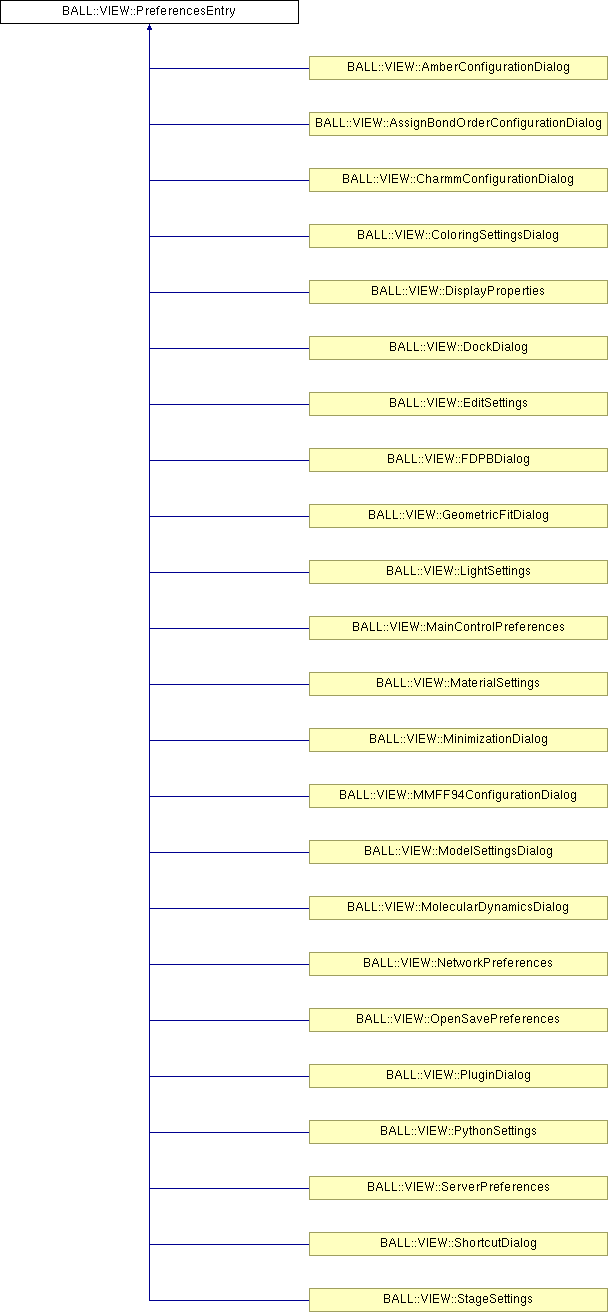 BALL::VIEW::PreferencesEntry
BALL::VIEW::AmberConfigurationDialog
BALL::VIEW::AssignBondOrderConfigurationDialog
BALL::VIEW::CharmmConfigurationDialog
BALL::VIEW::ColoringSettingsDialog
BALL::VIEW::DisplayProperties
BALL::VIEW::DockDialog
BALL::VIEW::EditSettings
BALL::VIEW::FDPBDialog
BALL::VIEW::GeometricFitDialog
BALL::VIEW::LightSettings
BALL::VIEW::MainControlPreferences
BALL::VIEW::MaterialSettings
BALL::VIEW::MinimizationDialog
BALL::VIEW::MMFF94ConfigurationDialog
BALL::VIEW::ModelSettingsDialog
BALL::VIEW::MolecularDynamicsDialog
BALL::VIEW::NetworkPreferences
BALL::VIEW::OpenSavePreferences
BALL::VIEW::PluginDialog
BALL::VIEW::PythonSettings
BALL::VIEW::ServerPreferences
BALL::VIEW::ShortcutDialog
BALL::VIEW::StageSettings